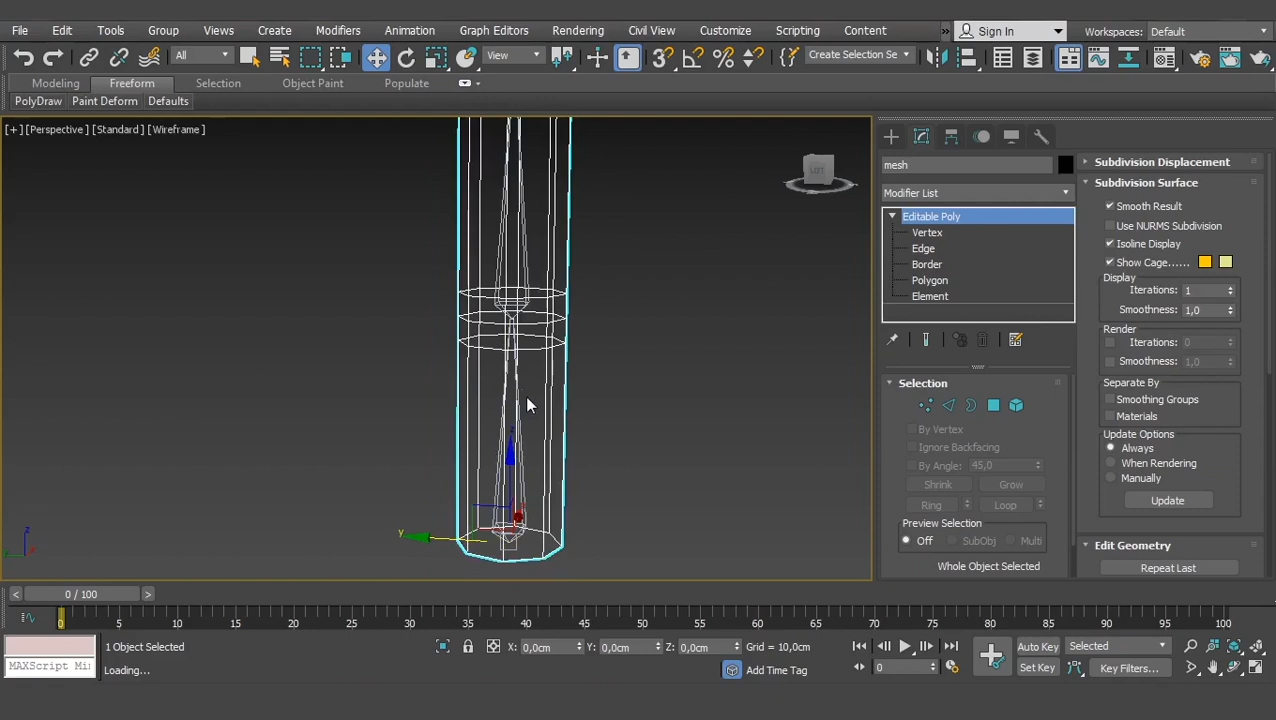 File Edit Tools Group Views Create Modifiers Animation Graph Editors Rendering Civil View Customize Scripting Content » Sign In Workspaces: Default
All View Create Selection Se
Modeling Freeform Selection Object Paint Populate
PolyDraw Paint Deform Defaults
[+] [Perspective] [Standard] [Wireframe]
LEFT
z
y
x
z
y
mesh
Modifier List
Editable Poly
Vertex
Edge
Border
Polygon
Element
Selection
By Vertex
Ignore Backfacing
By Angle: 45,0
Shrink Grow
Ring Loop
Preview Selection
Off SubObj Multi
Whole Object Selected
Subdivision Displacement
Subdivision Surface
Smooth Result
Use NURMS Subdivision
Isoline Display
Show Cage......
Display
Iterations: 1
Smoothness: 1,0
Render
Iterations: 0
Smoothness: 1,0
Separate By
Smoothing Groups
Materials
Update Options
Always
When Rendering
Manually
Update
Edit Geometry
Repeat Last
< 0 / 100 >
0 5 10 15 20 25 30 35 40 45 50 55 60 65 70 75 80 85 90 95 100
1 Object Selected X: 0,0cm Y: 0,0cm Z: 0,0cm Grid = 10,0cm Auto Key Selected
MAXScript Mi Loading... Add Time Tag 0 Set Key Key Filters...